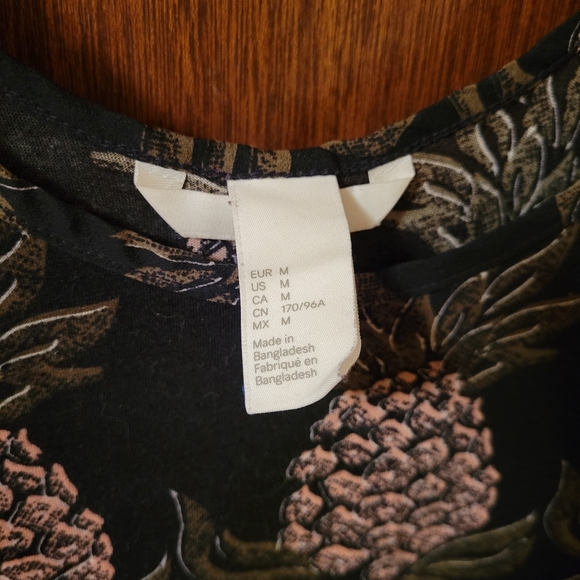 EUR M
US M
CA M
CN 170/96A
MX M
Made in
Bangladesh
Fabriqué en
Bangladesh